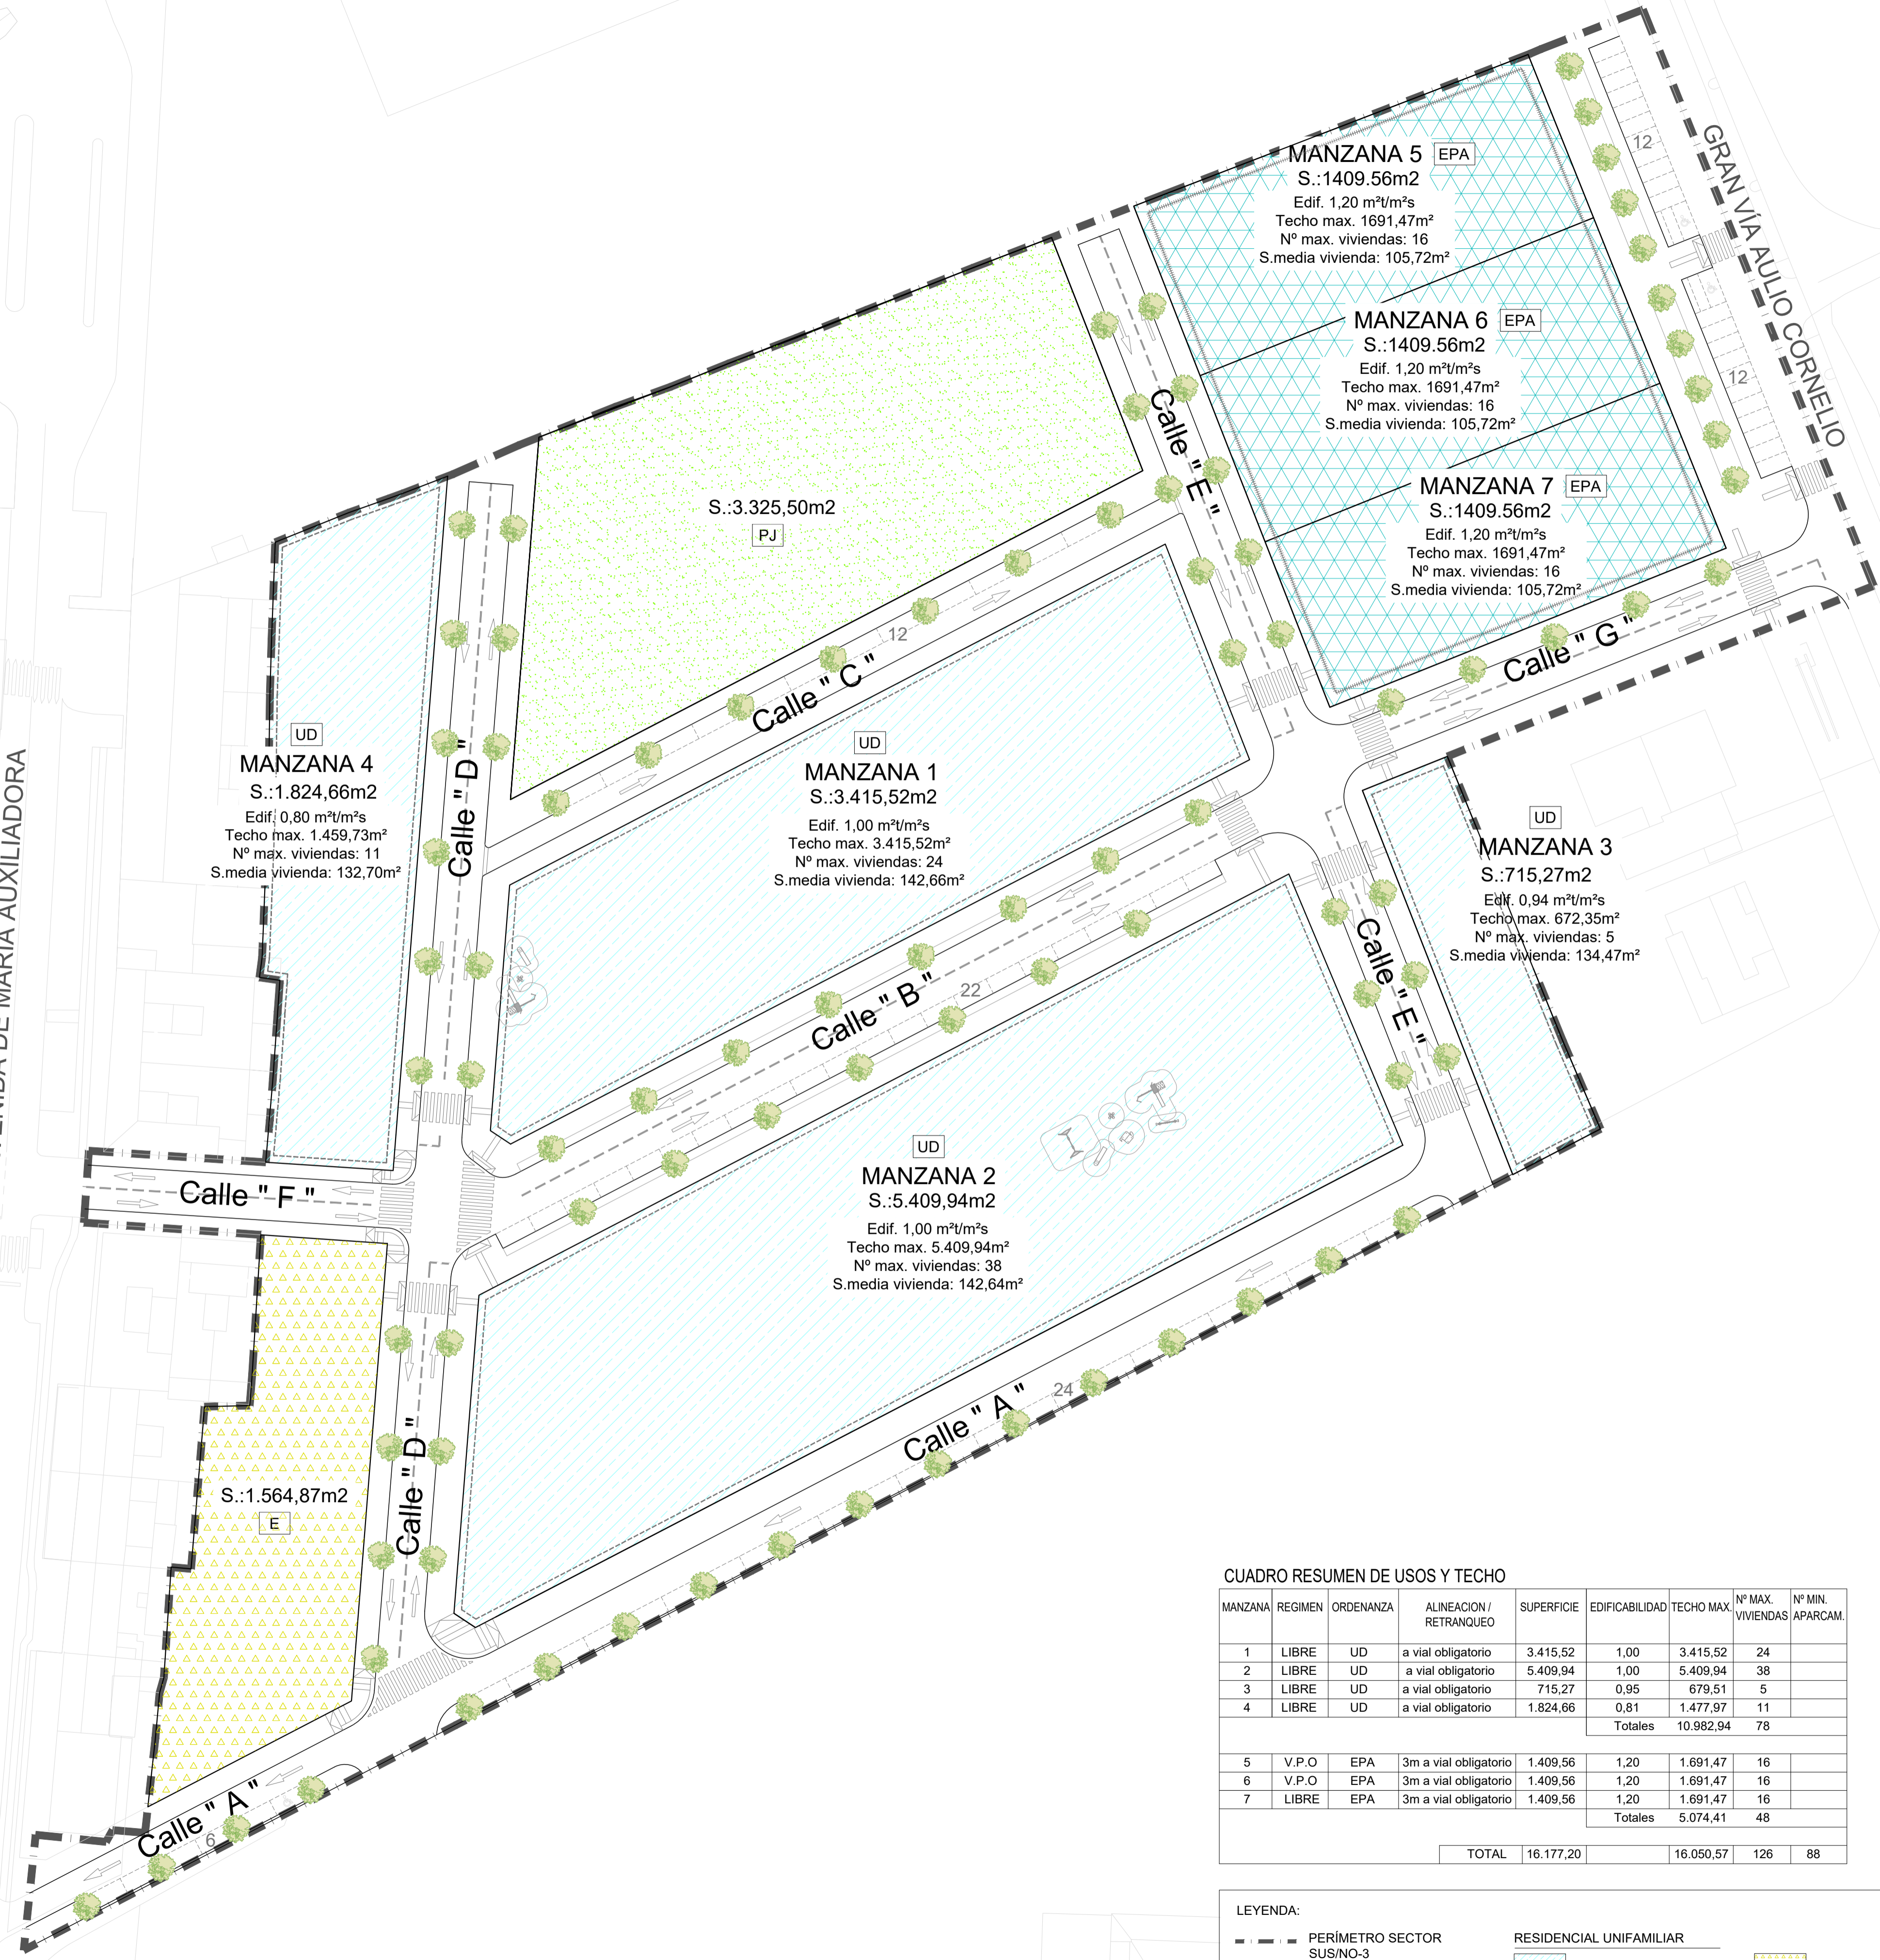 GRAN VÍA AULIO CORNELIO
12
12
MANZANA 5 EPA
S.:1409.56m2
Edif. 1,20 m²t/m²s
Techo max. 1691,47m²
Nº max. viviendas: 16
S.media vivienda: 105,72m²
MANZANA 6 EPA
S.:1409.56m2
Edif. 1,20 m²t/m²s
Techo max. 1691,47m²
Nº max. viviendas: 16
S.media vivienda: 105,72m²
MANZANA 7 EPA
S.:1409.56m2
Edif. 1,20 m²t/m²s
Techo max. 1691,47m²
Nº max. viviendas: 16
S.media vivienda: 105,72m²
Calle " E "
Calle " G "
S.:3.325,50m2
PJ
12
Calle " C "
UD
MANZANA 4
S.:1.824,66m2
Edif. 0,80 m²t/m²s
Techo max. 1.459,73m²
Nº max. viviendas: 11
S.media vivienda: 132,70m²
Calle " D "
UD
MANZANA 1
S.:3.415,52m2
Edif. 1,00 m²t/m²s
Techo max. 3.415,52m²
Nº max. viviendas: 24
S.media vivienda: 142,66m²
UD
MANZANA 3
S.:715,27m2
Edif. 0,94 m²t/m²s
Techo max. 672,35m²
Nº max. viviendas: 5
S.media vivienda: 134,47m²
Calle " E "
DE MARÍA AUXILIADORA
Calle " B "
22
Calle " F "
UD
MANZANA 2
S.:5.409,94m2
Edif. 1,00 m²t/m²s
Techo max. 5.409,94m²
Nº max. viviendas: 38
S.media vivienda: 142,64m²
24
Calle " A "
Calle " D "
S.:1.564,87m2
E
Calle " A "
6
CUADRO RESUMEN DE USOS Y TECHO
MANZANA REGIMEN ORDENANZA ALINEACION / RETRANQUEO SUPERFICIE EDIFICABILIDAD TECHO MAX. Nº MAX. VIVIENDAS Nº MIN. APARCAM.
1 LIBRE UD a vial obligatorio 3.415,52 1,00 3.415,52 24
2 LIBRE UD a vial obligatorio 5.409,94 1,00 5.409,94 38
3 LIBRE UD a vial obligatorio 715,27 0,95 679,51 5
4 LIBRE UD a vial obligatorio 1.824,66 0,81 1.477,97 11
Totales 10.982,94 78
5 V.P.O EPA 3m a vial obligatorio 1.409,56 1,20 1.691,47 16
6 V.P.O EPA 3m a vial obligatorio 1.409,56 1,20 1.691,47 16
7 LIBRE EPA 3m a vial obligatorio 1.409,56 1,20 1.691,47 16
Totales 5.074,41 48
TOTAL 16.177,20 16.050,57 126 88
LEYENDA:
PERÍMETRO SECTOR
SUS/NO-3
RESIDENCIAL UNIFAMILIAR